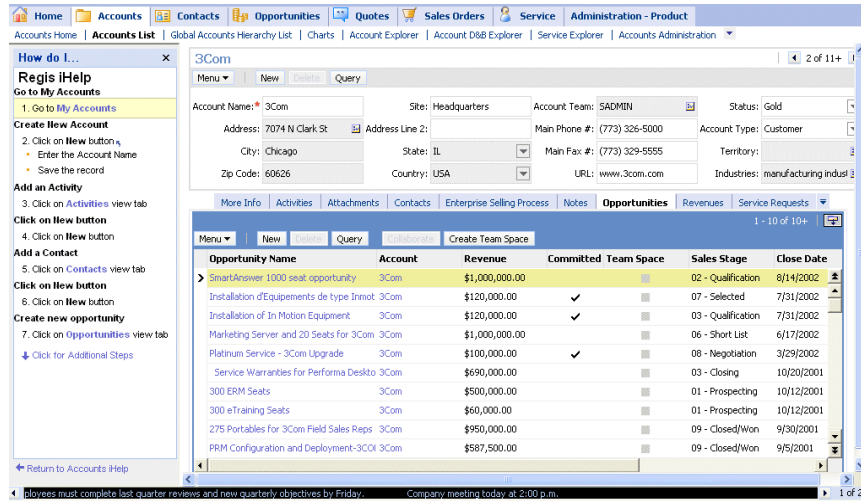 Home Accounts Contacts Opportunities Quotes Sales Orders Service Administration - Product
Accounts Home | Accounts List | Global Accounts Hierarchy List | Charts | Account Explorer | Account D&B Explorer | Service Explorer | Accounts Administration
How do I... x
Regis iHelp
Go to My Accounts
1. Go to My Accounts
Create New Account
2. Click on New button
Enter the Account Name
Save the record
Add an Activity
3. Click on Activities view tab
Click on New button
4. Click on New button
Add a Contact
5. Click on Contacts view tab
Click on New button
6. Click on New button
Create new opportunity
7. Click on Opportunities view tab
Click for Additional Steps
Return to Accounts iHelp
3Com 2 of 11+
Menu New Delete Query
Account Name:* 3Com Site: Headquarters Account Team: SADMIN Status: Gold
Address: 7074 N Clark St Address Line 2: Main Phone #: (773) 326-5000 Account Type: Customer
City: Chicago State: IL Main Fax #: (773) 329-5555 Territory:
Zip Code: 60626 Country: USA URL: www.3com.com Industries: manufacturing indust
More Info Activities Attachments Contacts Enterprise Selling Process Notes Opportunities Revenues Service Requests
1 - 10 of 10+
Menu New Delete Query Collaborate Create Team Space
Opportunity Name Account Revenue Committed Team Space Sales Stage Close Date
SmartAnswer 1000 seat opportunity 3Com $1,000,000.00 02 - Qualification 8/14/2002
Installation d'Equipements de type Inmot 3Com $120,000.00 07 - Selected 7/31/2002
Installation of In Motion Equipment 3Com $120,000.00 03 - Qualification 7/31/2002
Marketing Server and 20 Seats for 3Com 3Com $1,000,000.00 06 - Short List 6/17/2002
Platinum Service - 3Com Upgrade 3Com $100,000.00 08 - Negotiation 3/29/2002
Service Warranties for Performa Deskto 3Com $690,000.00 03 - Closing 10/20/2001
300 ERM Seats 3Com $500,000.00 01 - Prospecting 10/12/2001
300 eTraining Seats 3Com $60,000.00 01 - Prospecting 10/12/2001
275 Portables for 3Com Field Sales Reps 3Com $950,000.00 09 - Closed/Won 9/30/2001
PRM Configuration and Deployment-3COI 3Com $587,500.00 09 - Closed/Won 9/5/2001
ployees must complete last quarter reviews and new quarterly objectives by Friday. Company meeting today at 2:00 p.m. 1 of 2